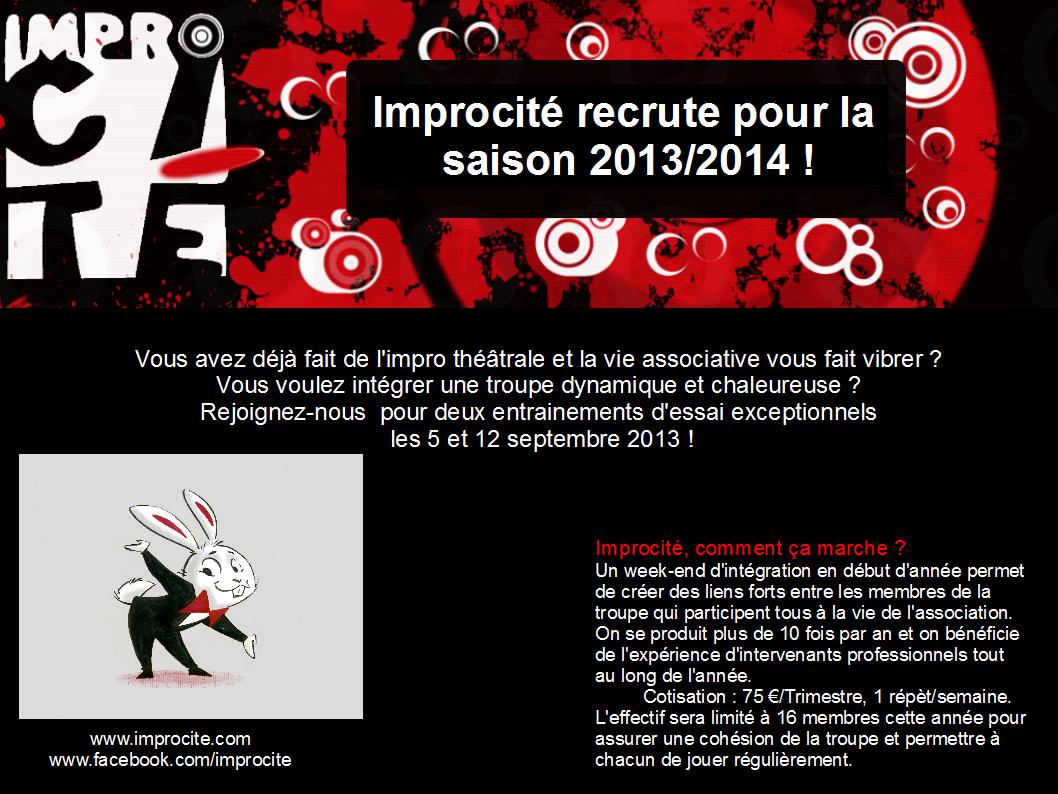 IMPRO
CITE
Improcité recrute pour la
saison 2013/2014 !
Vous avez déjà fait de l'impro théâtrale et la vie associative vous fait vibrer ?
Vous voulez intégrer une troupe dynamique et chaleureuse ?
Rejoignez-nous  pour deux entrainements d'essai exceptionnels
les 5 et 12 septembre 2013 !
Improcité, comment ça marche ?
Un week-end d'intégration en début d'année permet
de créer des liens forts entre les membres de la
troupe qui participent tous à la vie de l'association.
On se produit plus de 10 fois par an et on bénéficie
de l'expérience d'intervenants professionnels tout
au long de l'année.
Cotisation : 75 €/Trimestre, 1 répèt/semaine.
L'effectif sera limité à 16 membres cette année pour
assurer une cohésion de la troupe et permettre à
chacun de jouer régulièrement.
www.improcite.com
www.facebook.com/improcite